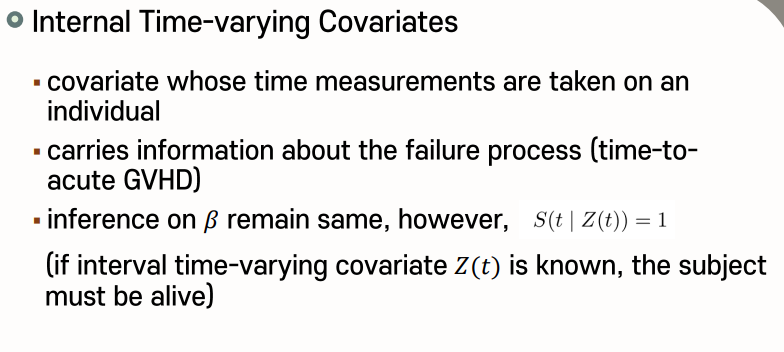 Internal Time-varying Covariates
covariate whose time measurements are taken on an
individual
carries information about the failure process (time-to-
acute GVHD)
inference on β remain same, however, S(t | Z(t)) = 1
(if interval time-varying covariate Z(t) is known, the subject
must be alive)